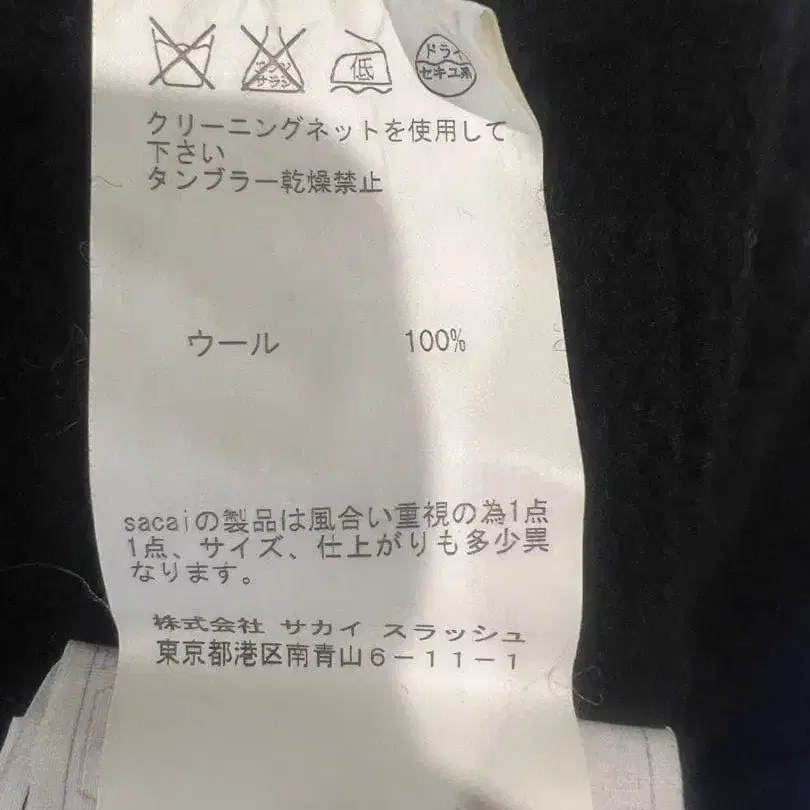 低
ドライ
セキユ系
クリーニングネットを使用して
下さい
タンブラー乾燥禁止
ウール 100%
sacaiの製品は風合い重視の為1点
1点、サイズ、仕上がりも多少異
なります。
株式会社 サカイ スラッシュ
東京都港区南青山6-11-1